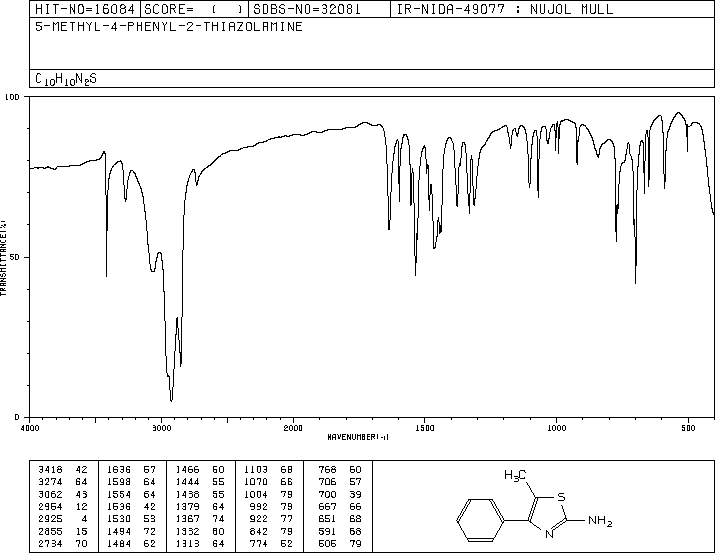 HIT-NO=16084 SCORE= ( ) SDBS-NO=32081 IR-NIDA-49077 : NUJOL MULL
5-METHYL-4-PHENYL-2-THIAZOLAMINE
C10H10N2S
100
50
0
TRANSMITTANCE(%)
4000 3000 2000 1500 1000 500
WAVENUMBER(-1)
3418 42 1636 57 1466 50 1103 68 768 60
3274 64 1598 64 1444 55 1070 66 706 57
3062 43 1554 64 1438 55 1004 79 700 39
2954 12 1536 42 1379 64 992 79 667 66
2925 4 1530 53 1367 74 922 77 651 68
2855 15 1494 72 1332 60 842 79 591 68
2734 70 1484 62 1313 64 774 52 505 79
H3C
S
N
NH2